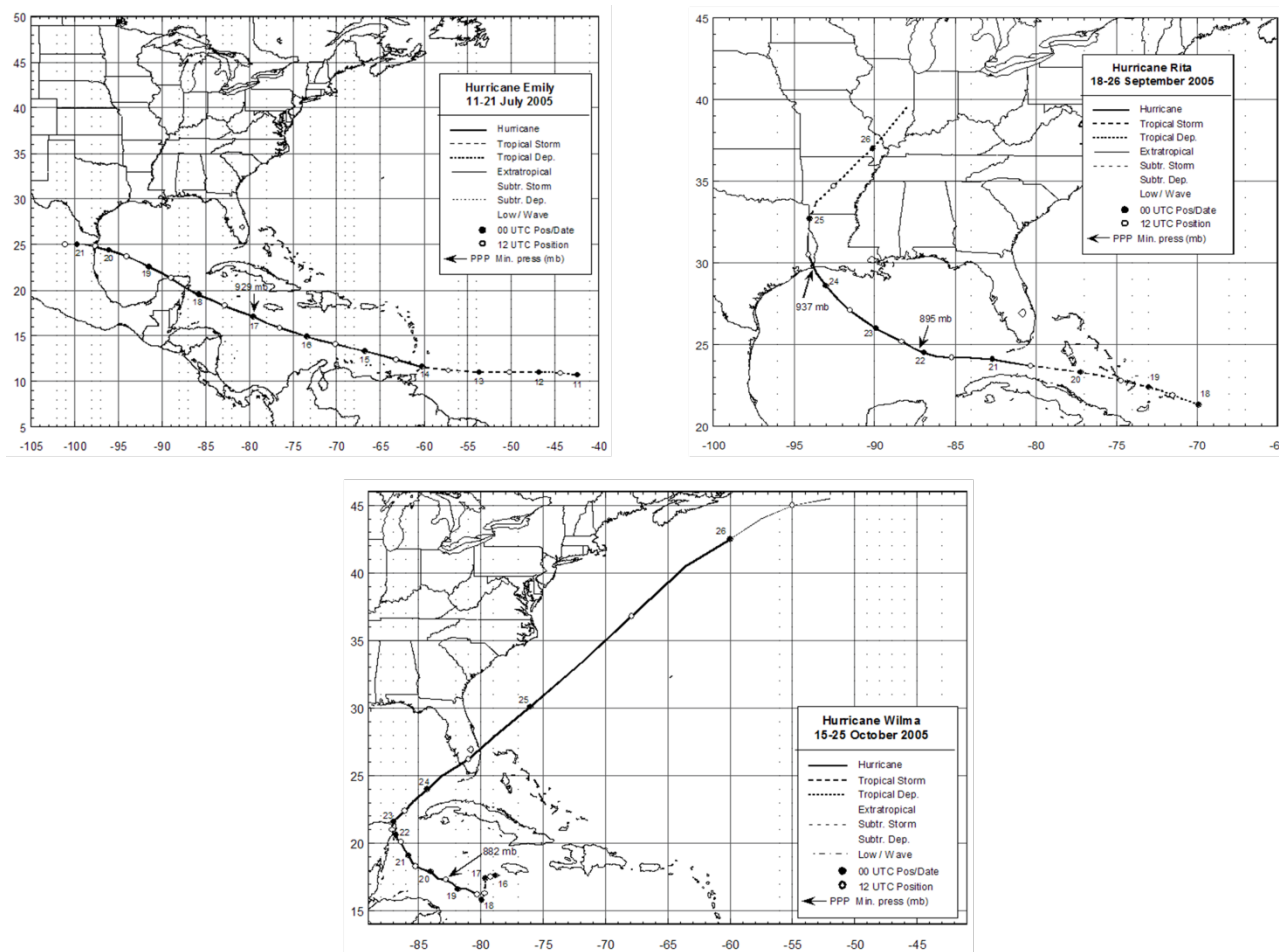 50
45
40
35
30
25
20
15
10
5
-105 -100 -95 -90 -85 -80 -75 -70 -65 -60 -55 -50 -45 -40
Hurricane Emily
11-21 July 2005
Hurricane
Tropical Storm
Tropical Dep.
Extratropical
Subtr. Storm
Subtr. Dep.
Low / Wave
00 UTC Pos/Date
12 UTC Position
PPP Min. press (mb)
21
20
19
18
929 mb
17
16
15
14
13
12
11
45
40
35
30
25
20
-100 -95 -90 -85 -80 -75 -70 -6
Hurricane Rita
18-26 September 2005
Hurricane
Tropical Storm
Tropical Dep.
Extratropical
Subtr. Storm
Subtr. Dep.
Low / Wave
00 UTC Pos/Date
12 UTC Position
PPP Min. press (mb)
26
25
24
937 mb
23
895 mb
22
21
20
19
18
45
40
35
30
25
20
15
-85 -80 -75 -70 -65 -60 -55 -50 -45
Hurricane Wilma
15-25 October 2005
Hurricane
Tropical Storm
Tropical Dep.
Extratropical
Subtr. Storm
Subtr. Dep.
Low / Wave
00 UTC Pos/Date
12 UTC Position
PPP Min. press (mb)
26
25
24
23
22
21
882 mb
20
19
17
16
18